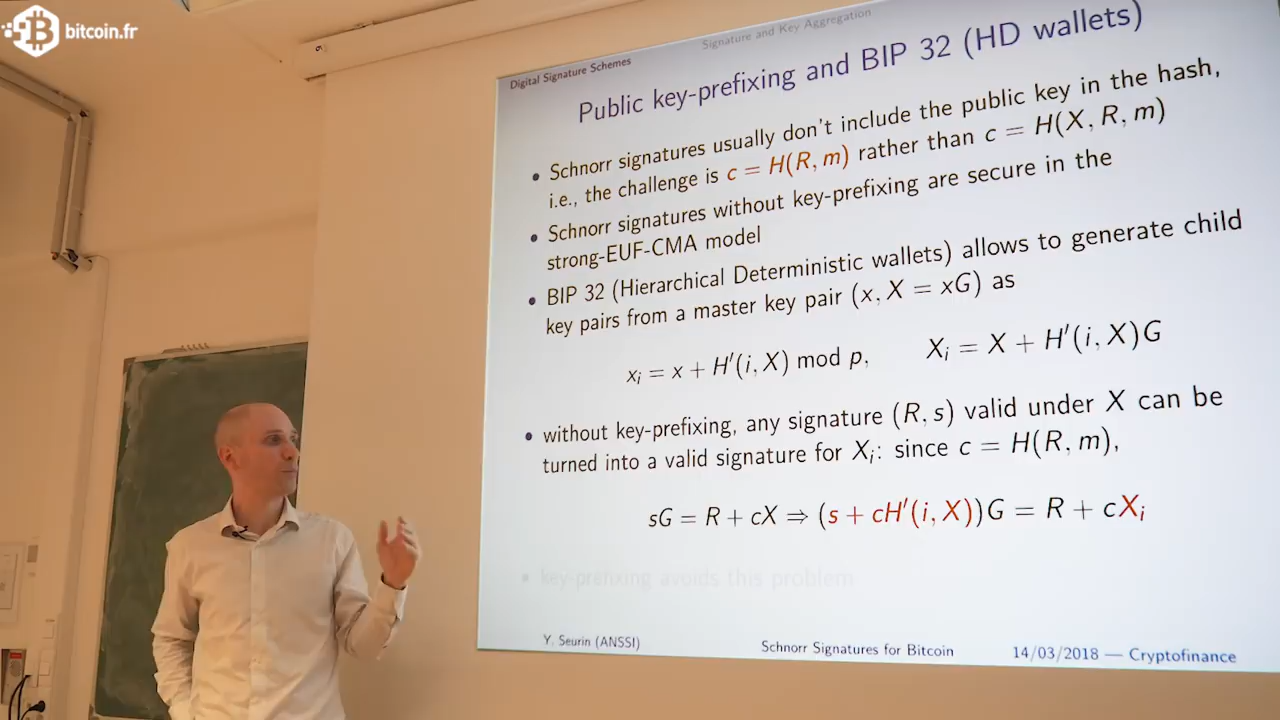 bitcoin.fr
Signature and Key Aggregation
Digital Signature Schemes
Public key-prefixing and BIP 32 (HD wallets)
• Schnorr signatures usually don't include the public key in the hash,
i.e., the challenge is c = H(R, m) rather than c = H(X, R, m)
• Schnorr signatures without key-prefixing are secure in the
strong-EUF-CMA model
• BIP 32 (Hierarchical Deterministic wallets) allows to generate child
key pairs from a master key pair (x, X = xG) as
xᵢ = x + H′(i, X) mod p, Xᵢ = X + H′(i, X)G
• without key-prefixing, any signature (R, s) valid under X can be
turned into a valid signature for Xᵢ: since c = H(R, m),
sG = R + cX ⇒ (s + cH′(i, X))G = R + cXᵢ
• key-prefixing avoids this problem
Y. Seurin (ANSSI)
Schnorr Signatures for Bitcoin
14/03/2018 — Cryptofinance